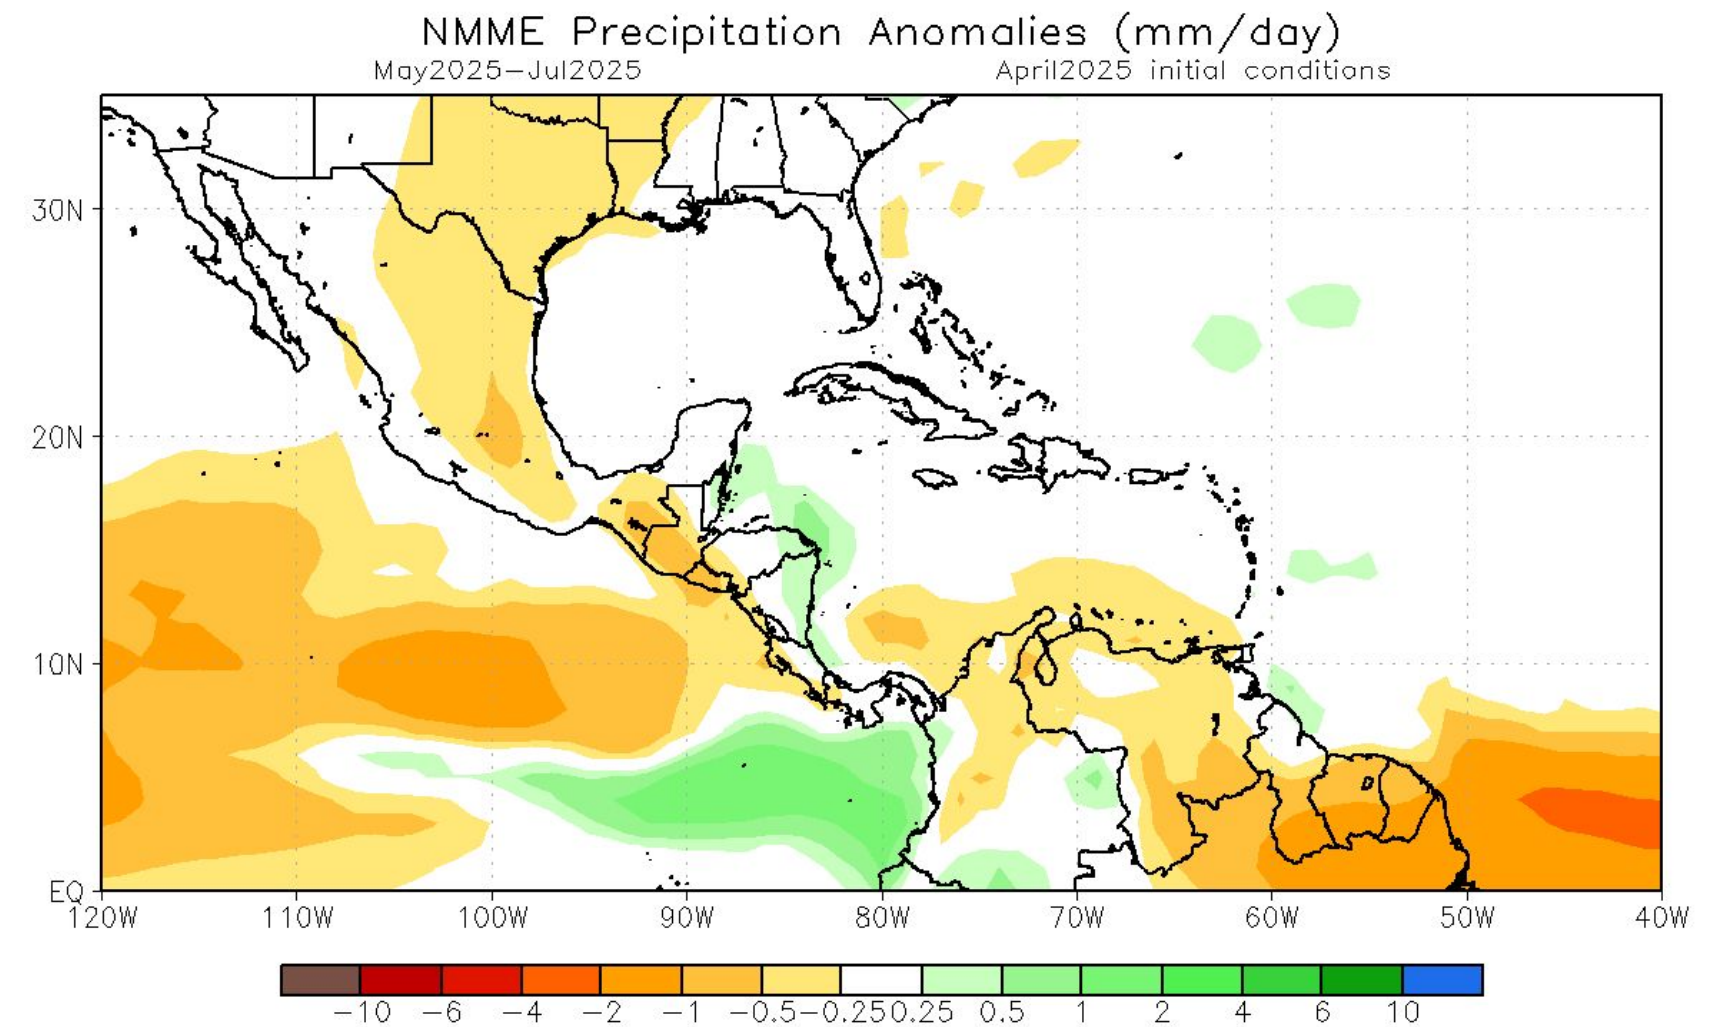 NMME Precipitation Anomalies (mm/day)
May2025-Jul2025 April2025 initial conditions
30N
20N
10N
EQ
120W 110W 100W 90W 80W 70W 60W 50W 40W
-10 -6 -4 -2 -1 -0.5 -0.25 0.25 0.5 1 2 4 6 10